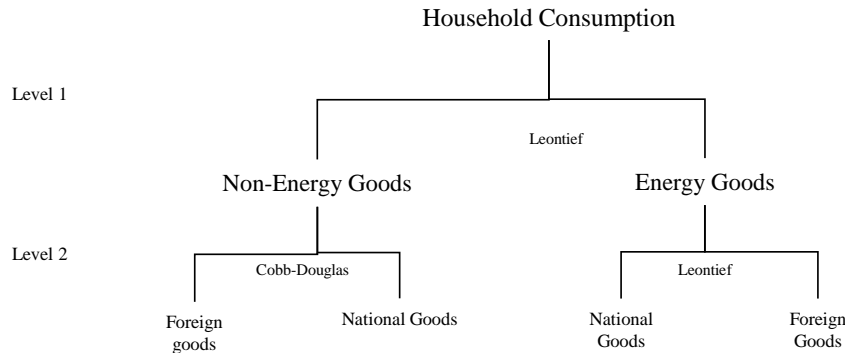 Household Consumption
Level 1
Leontief
Non-Energy Goods
Energy Goods
Level 2
Cobb-Douglas
Leontief
Foreign
goods
National Goods
National
Goods
Foreign
Goods